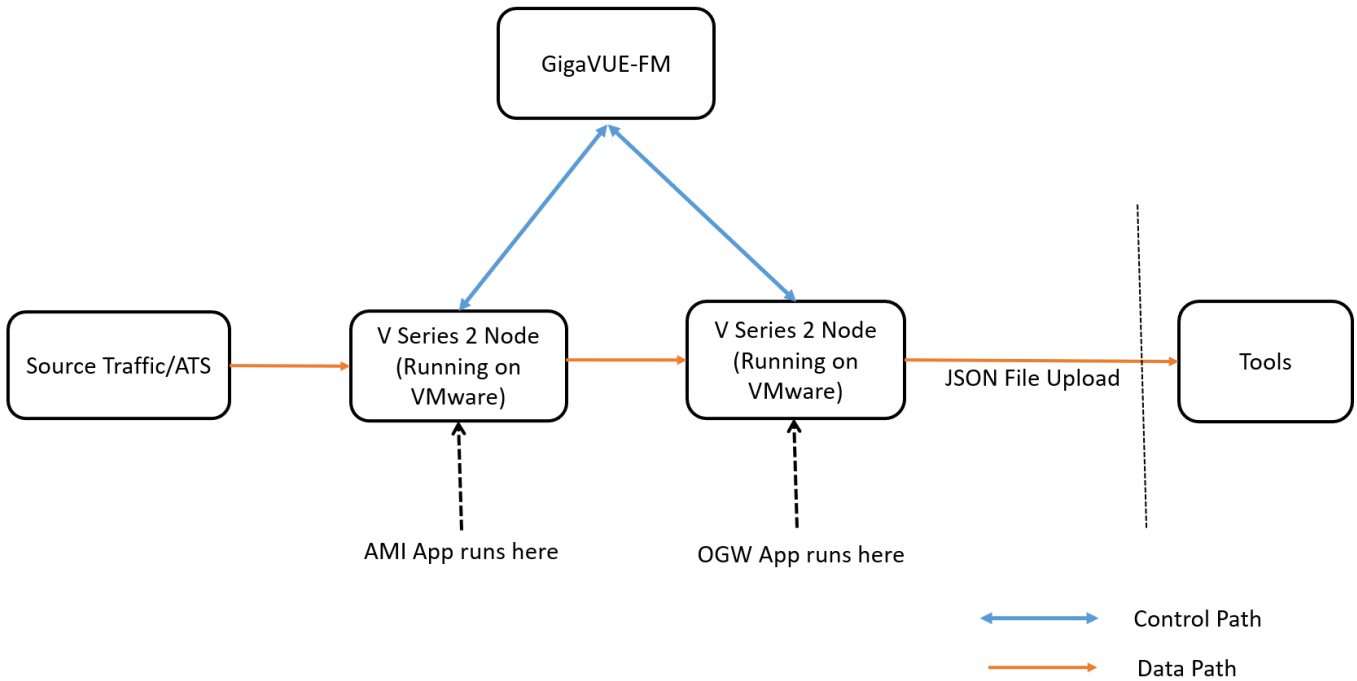 GigaVUE-FM
Source Traffic/ATS
V Series 2 Node
(Running on
VMware)
V Series 2 Node
(Running on
VMware)
JSON File Upload
Tools
AMI App runs here
OGW App runs here
Control Path
Data Path